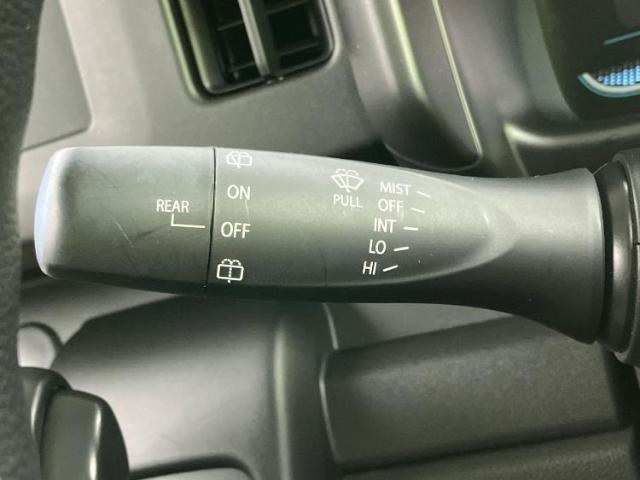 REAR
ON
OFF
PULL
MIST
OFF
INT
LO
HI